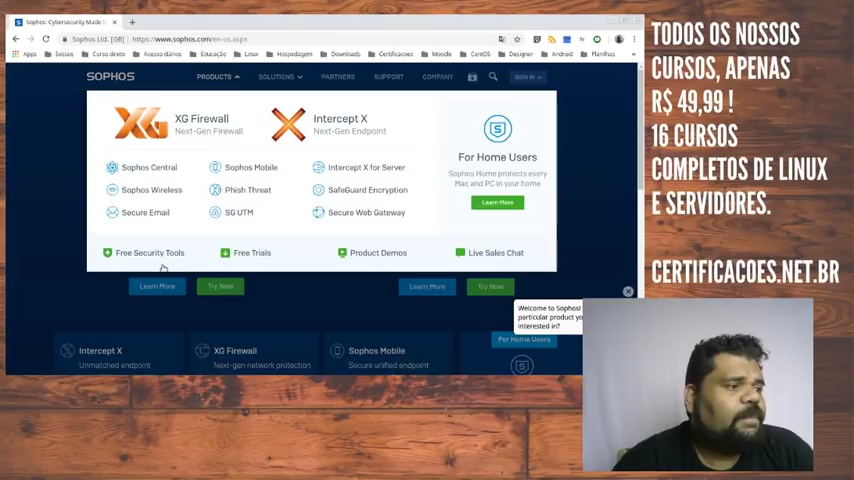 Sophos: Cybersecurity Made S
Sophos Ltd. [GB] | https://www.sophos.com/en-us.aspx
Apps Sociais Curso direto Acesso diários Educação Linux Hospedagem Downloads Certificacoes Moodle CentOS Designer Android Planilhas
SOPHOS PRODUCTS SOLUTIONS PARTNERS SUPPORT COMPANY SIGN IN
XG Firewall
Next-Gen Firewall
Intercept X
Next-Gen Endpoint
Sophos Central Sophos Mobile Intercept X for Server
Sophos Wireless Phish Threat SafeGuard Encryption
Secure Email SG UTM Secure Web Gateway
For Home Users
Sophos Home protects every
Mac and PC in your home
Learn More
Free Security Tools Free Trials Product Demos Live Sales Chat
Learn More Try Now Learn More Try Now
Welcome to Sophos!
particular product yo
interested in?
For Home Users
Intercept X
Unmatched endpoint
XG Firewall
Next-gen network protection
Sophos Mobile
Secure unified endpoint
TODOS OS NOSSOS
CURSOS, APENAS
R$ 49,99 !
16 CURSOS
COMPLETOS DE LINUX
E SERVIDORES.
CERTIFICACOES.NET.BR